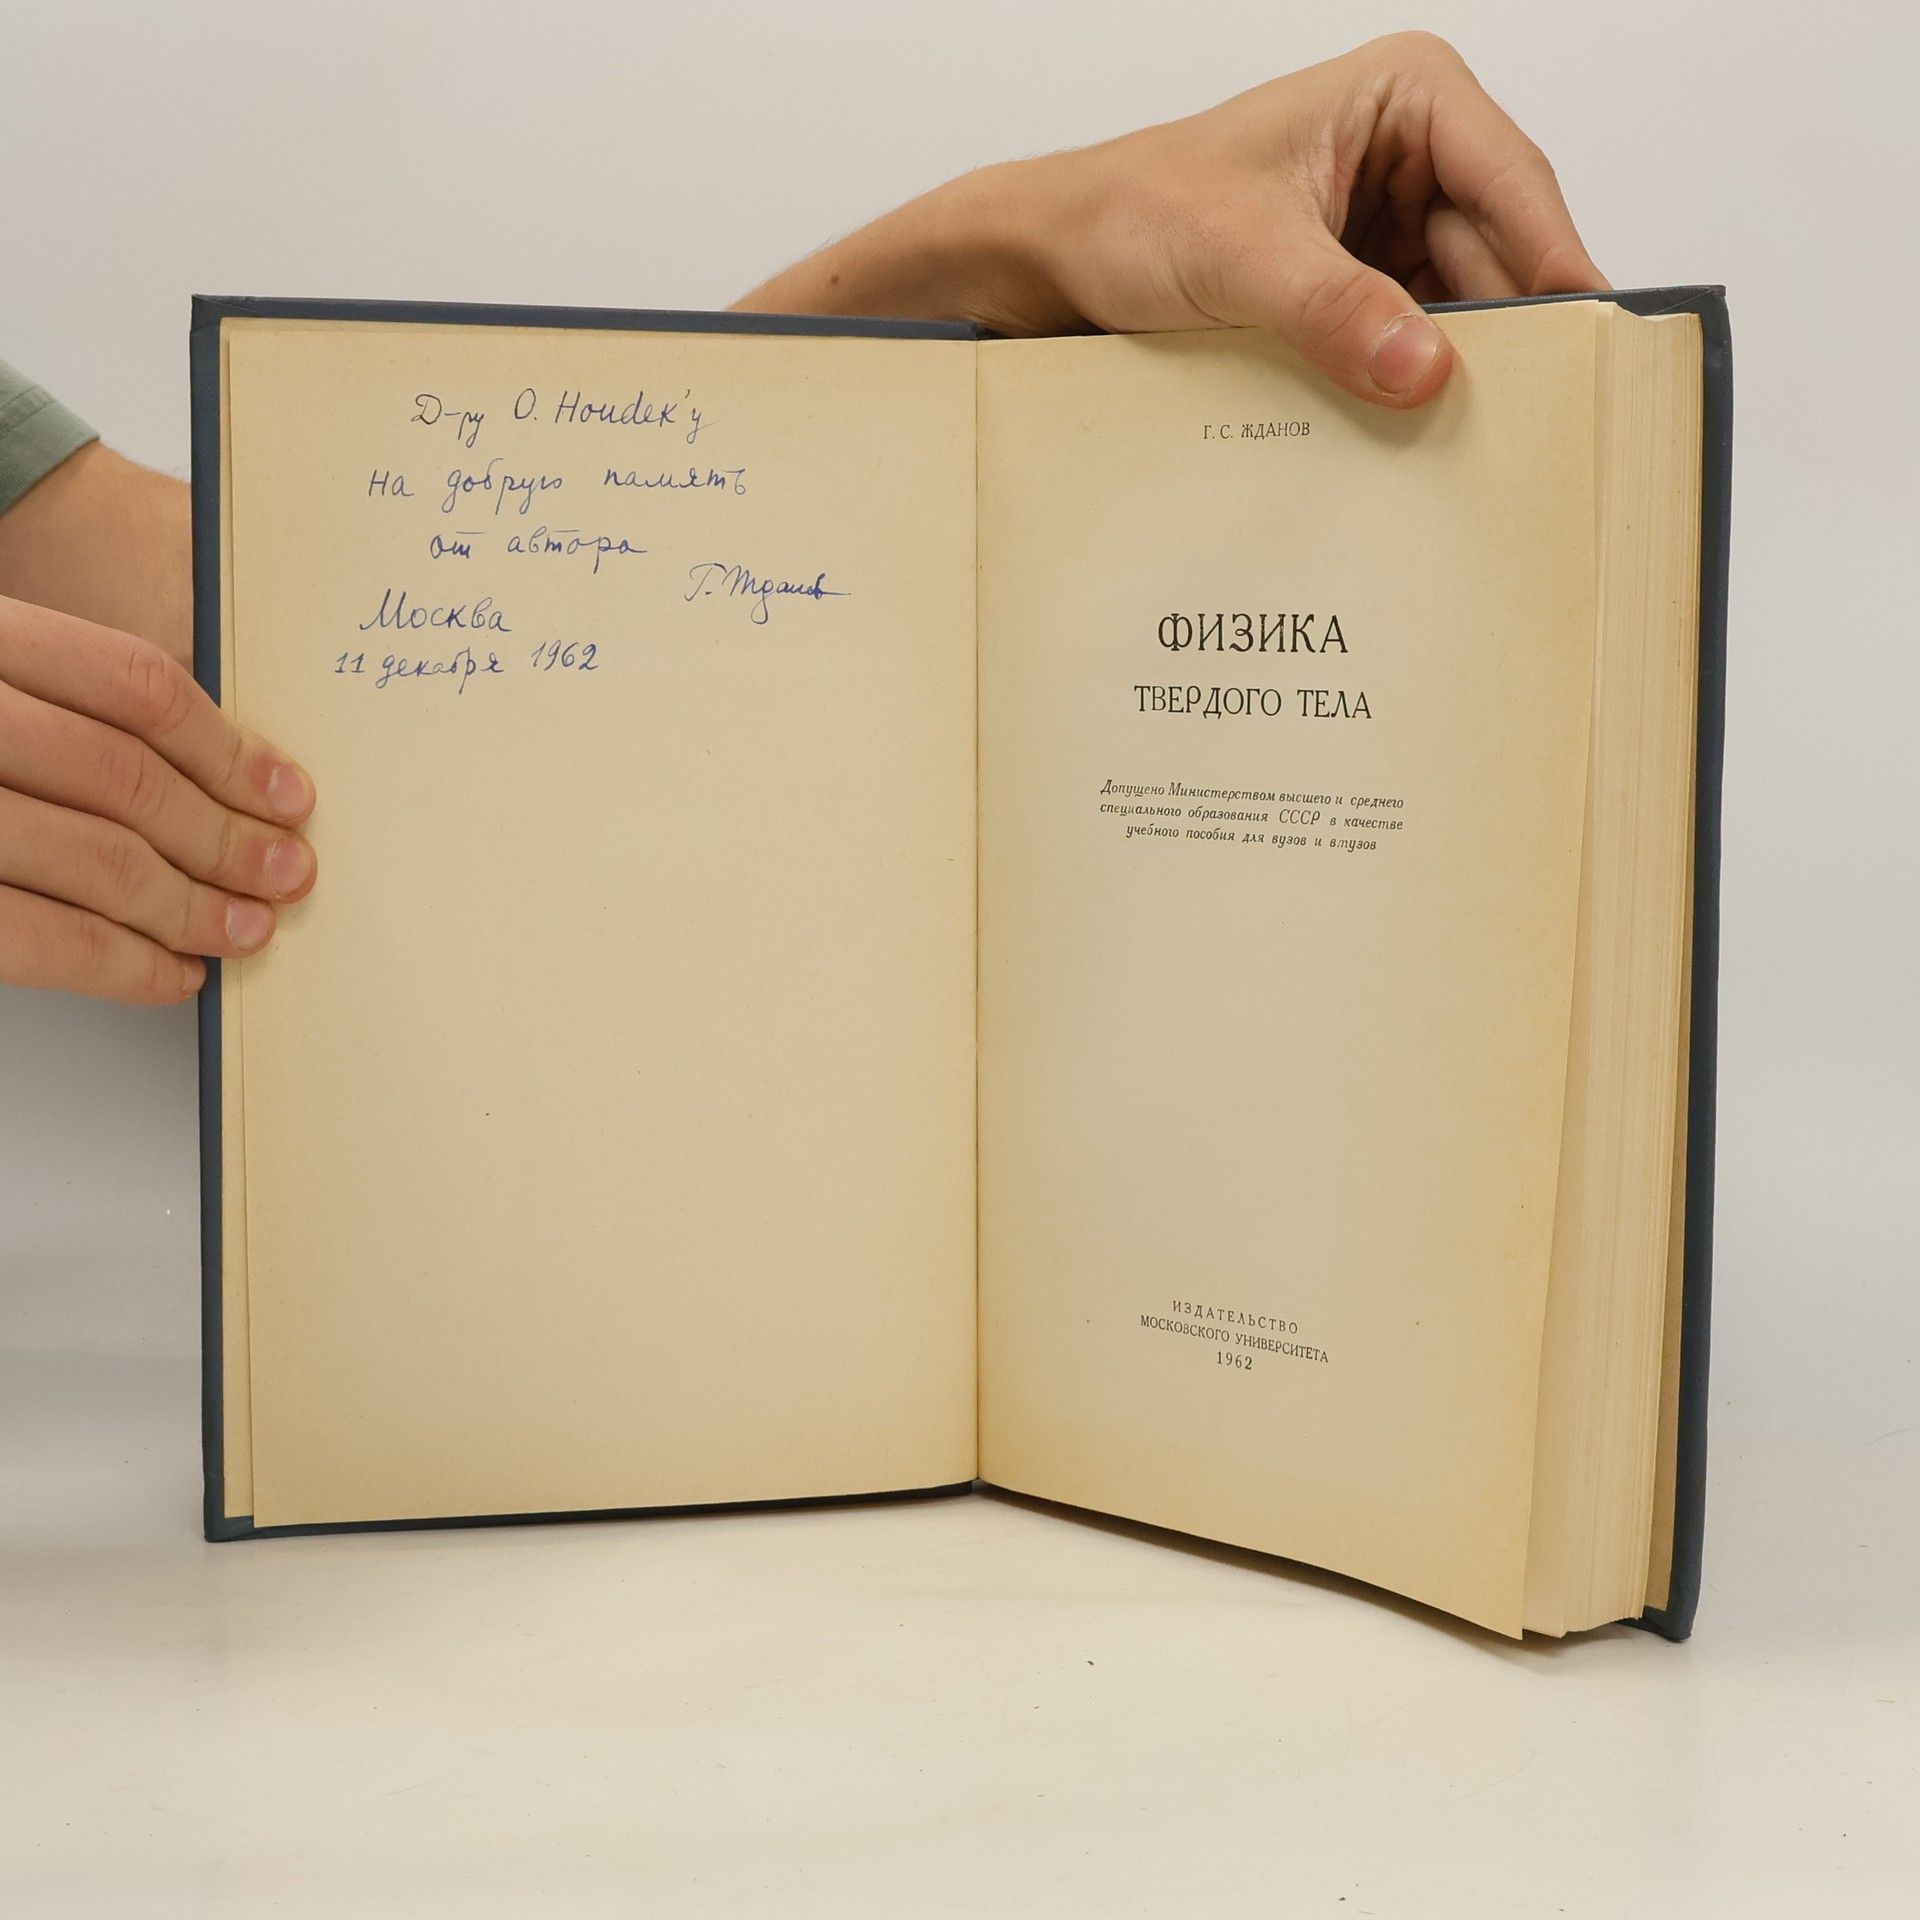 Д-ру О. Houdek'у
на добрую память
от автора
Г. Жданов
Москва
11 декабря 1962
Г. С. ЖДАНОВ
ФИЗИКА
ТВЕРДОГО ТЕЛА
Допущено Министерством высшего и среднего
специального образования СССР в качестве
учебного пособия для вузов и втузов
ИЗДАТЕЛЬСТВО
МОСКОВСКОГО УНИВЕРСИТЕТА
1962